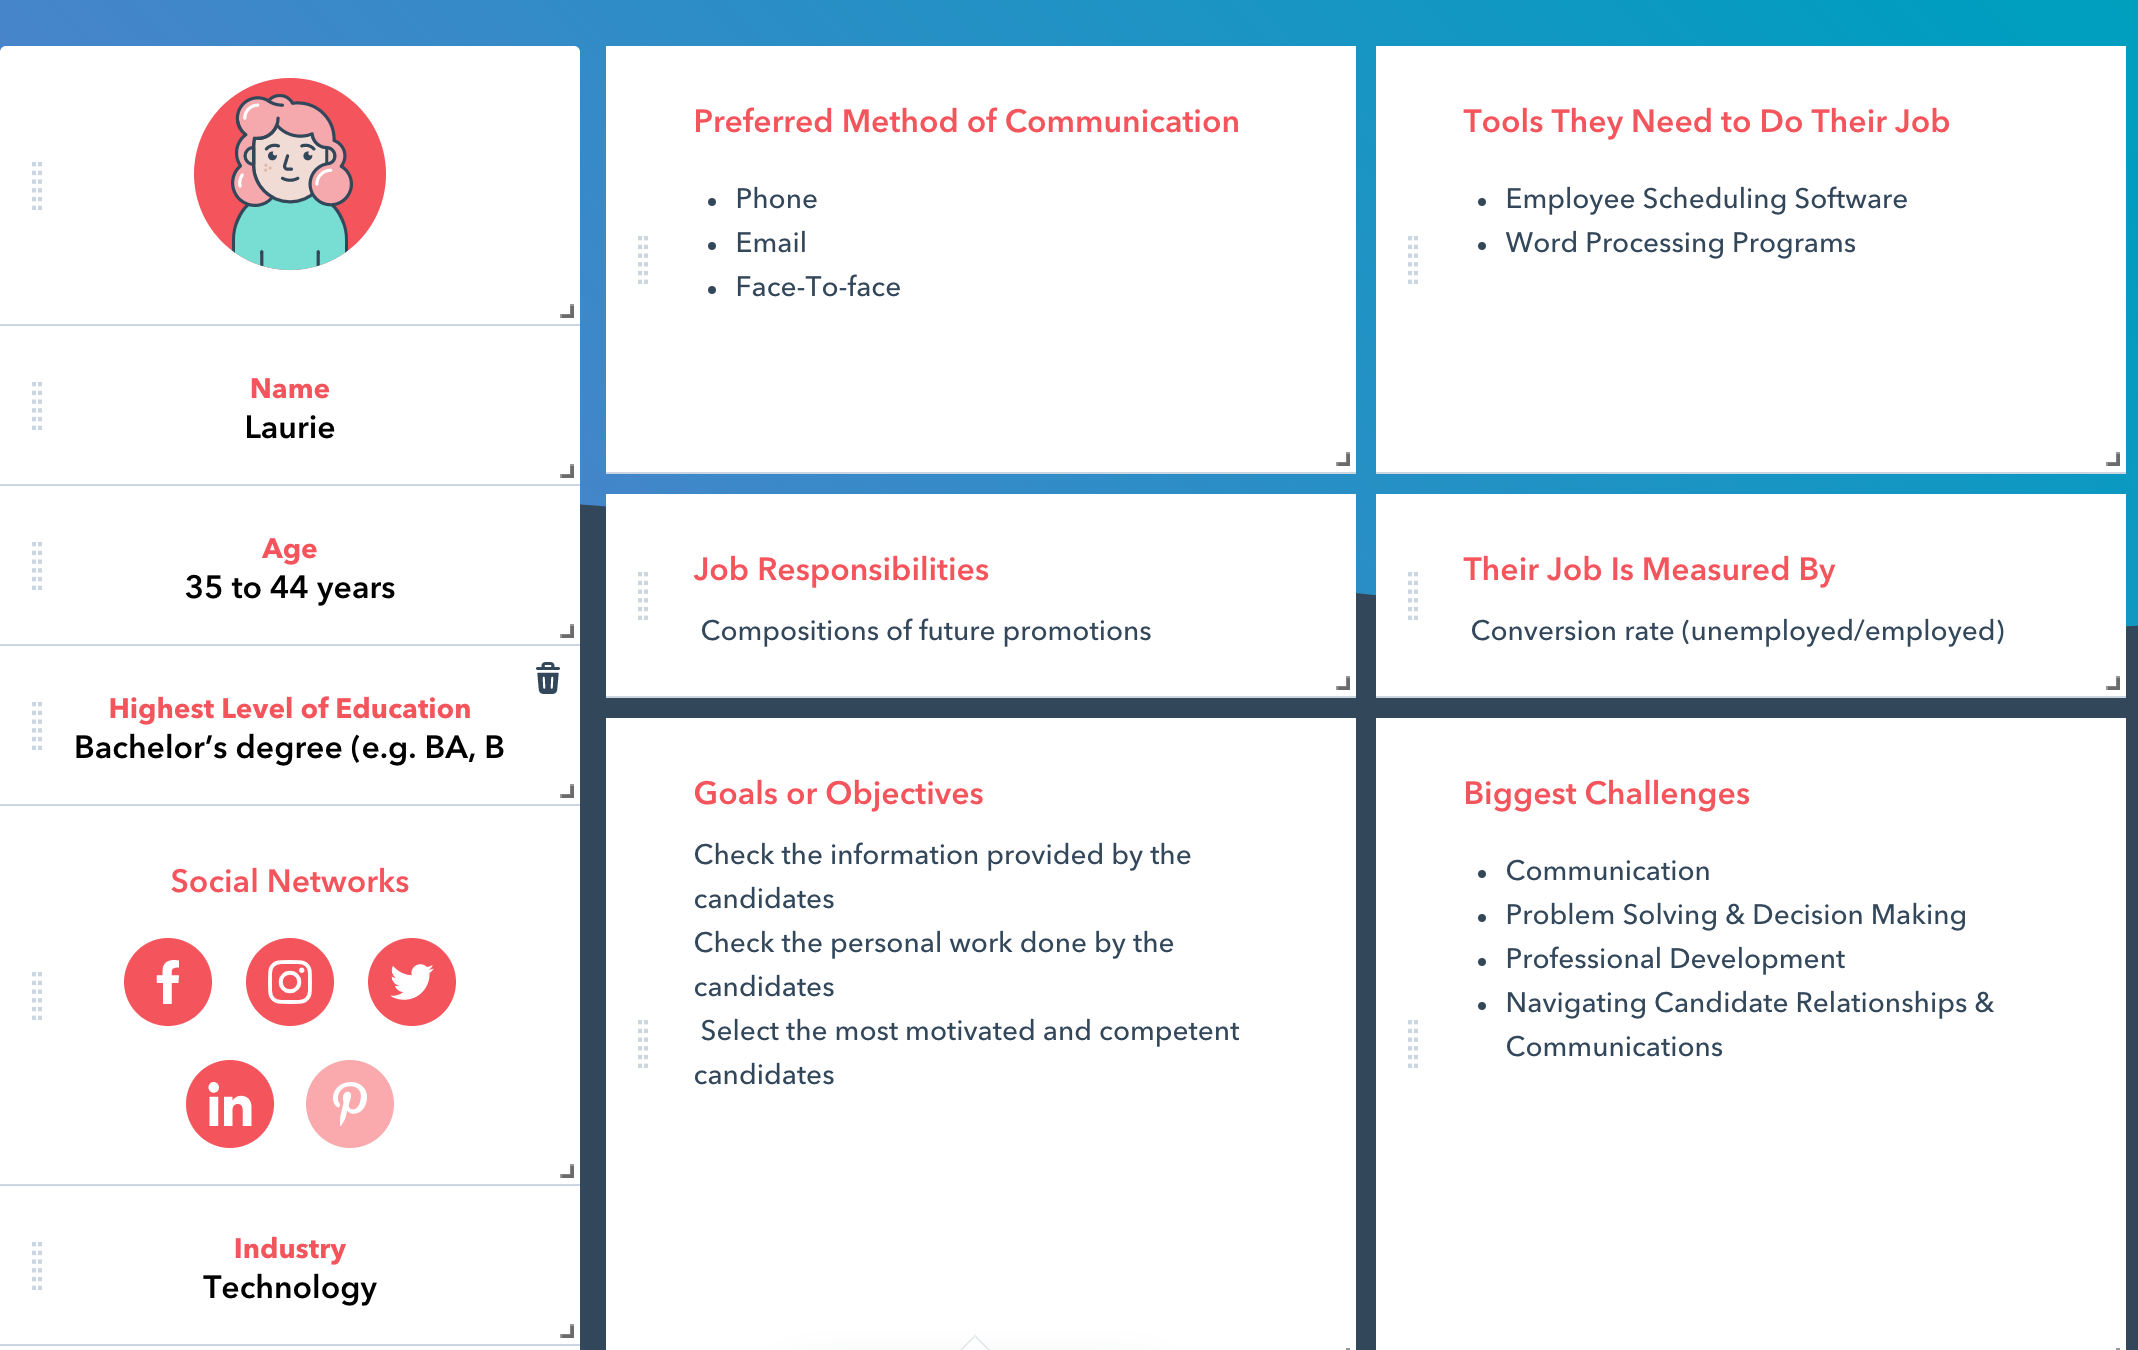 Name
Laurie
Age
35 to 44 years
Highest Level of Education
Bachelor’s degree (e.g. BA, B
Social Networks
Industry
Technology
Preferred Method of Communication
Phone
Email
Face-To-face
Tools They Need to Do Their Job
Employee Scheduling Software
Word Processing Programs
Job Responsibilities
Compositions of future promotions
Their Job Is Measured By
Conversion rate (unemployed/employed)
Goals or Objectives
Check the information provided by the
candidates
Check the personal work done by the
candidates
Select the most motivated and competent
candidates
Biggest Challenges
Communication
Problem Solving & Decision Making
Professional Development
Navigating Candidate Relationships &
Communications